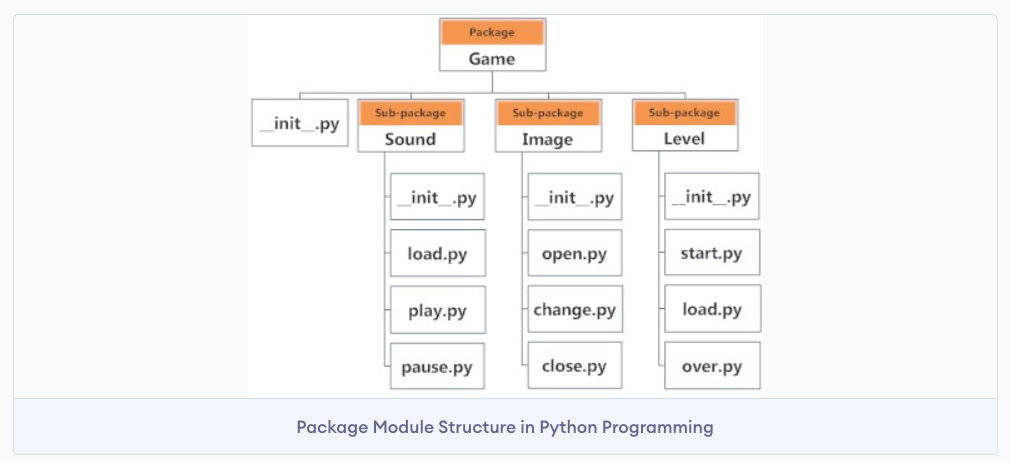 Package
Game
__init__.py
Sub-package
Sound
Sub-package
Image
Sub-package
Level
__init__.py
load.py
play.py
pause.py
__init__.py
open.py
change.py
close.py
__init__.py
start.py
load.py
over.py
Package Module Structure in Python Programming